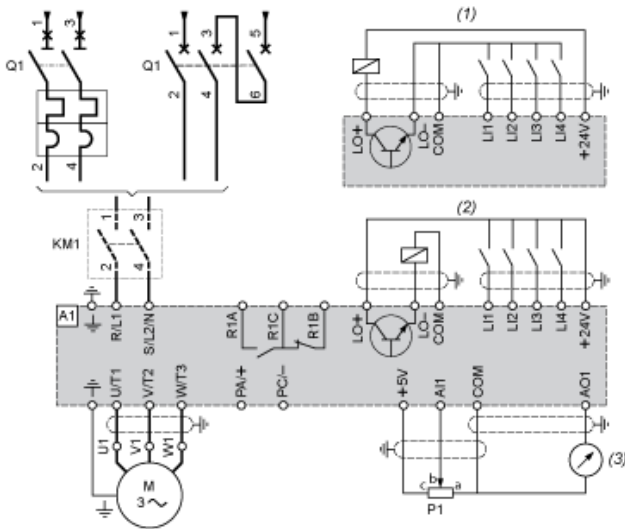 1 3
Q1
2 4
1 3 5
Q1
2 4 6
(1)
LO+ LO- COM LI1 LI2 LI3 LI4 +24V
KM1
1 3
2 4
(2)
A1
R/L1 S/L2/N R1A R1C R1B LO+ LO- COM LI1 LI2 LI3 LI4 +24V
U/T1 V/T2 W/T3 PA/+ PC/– +5V AI1 COM AO1
U1 V1 W1
M
3
c b a
P1
(3)